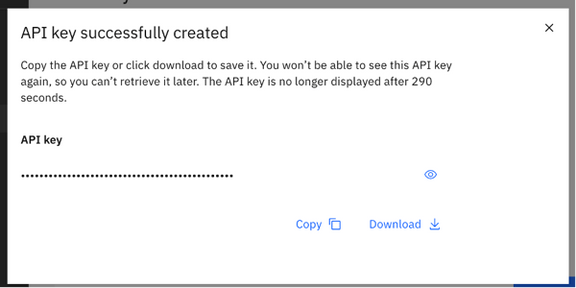 API key successfully created
Copy the API key or click download to save it. You won't be able to see this API key
again, so you can't retrieve it later. The API key is no longer displayed after 290
seconds.
API key
••••••••••••••••••••••••••••••••••••••••••••
Copy
Download